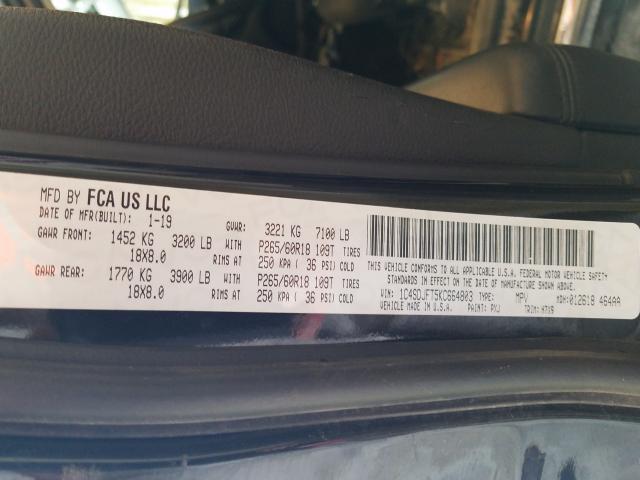 MFD BY FCA US LLC
DATE OF MFR(BUILT): 1-19 GVWR: 3221 KG 7100 LB
GAWR FRONT: 1452 KG 3200 LB WITH P265/60R18 109T TIRES
18X8.0 RIMS AT 250 KPA ( 36 PSI) COLD
GAWR REAR: 1770 KG 3900 LB WITH P265/60R18 109T TIRES
18X8.0 RIMS AT 250 KPA ( 36 PSI) COLD
THIS VEHICLE CONFORMS TO ALL APPLICABLE U.S.A. FEDERAL MOTOR VEHICLE SAFETY
STANDARDS IN EFFECT ON THE DATE OF MANUFACTURE SHOWN ABOVE.
VIN: 1C4SDJFT5KC664803 TYPE: MPV MDH:012618 464AA
VEHICLE MADE IN U.S.A. PAINT: PXJ TRIM: